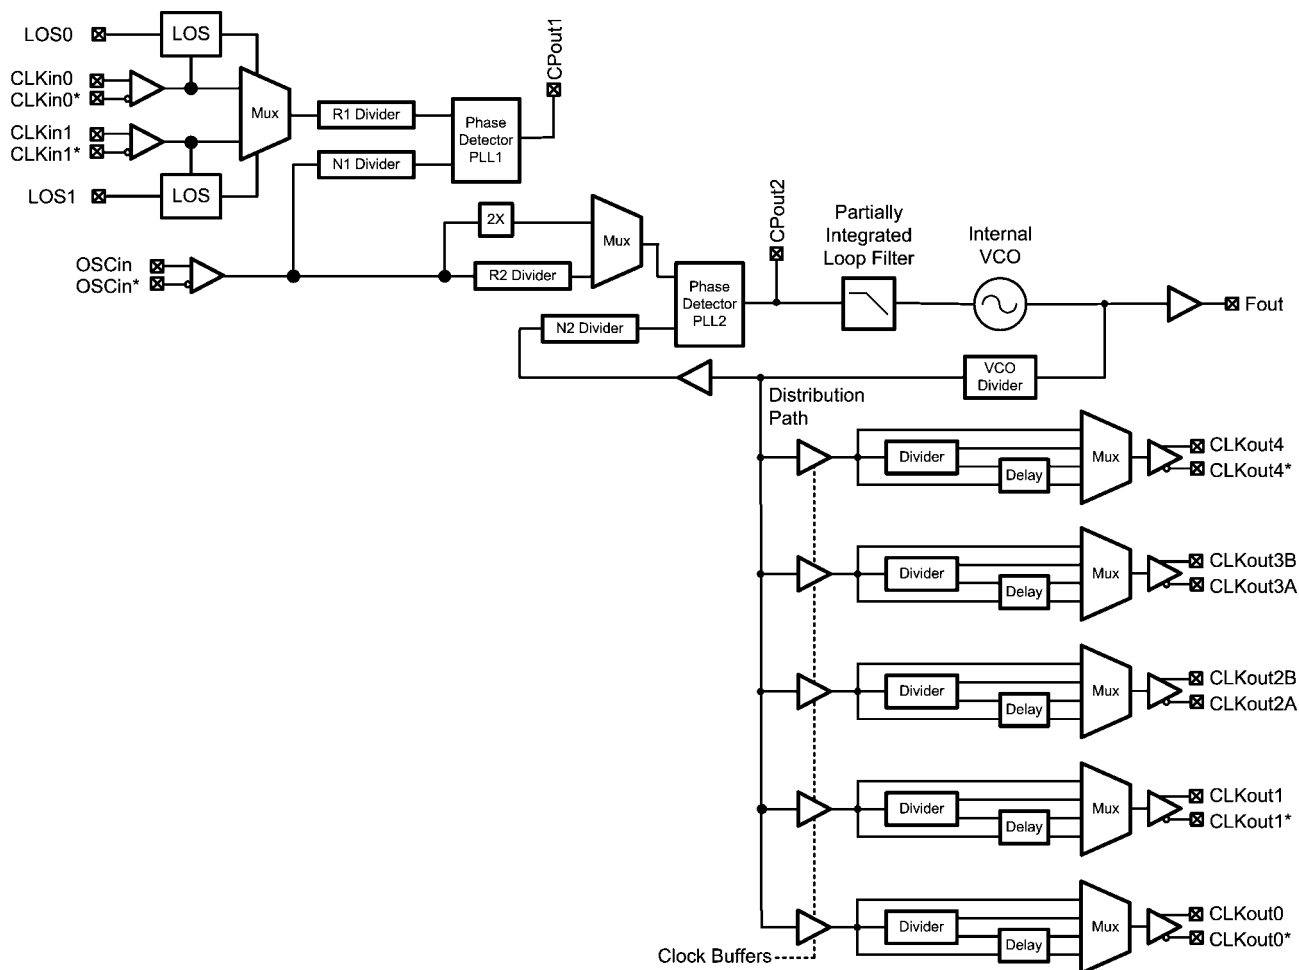 LOS0
LOS
CLKin0
CLKin0*
CLKin1
CLKin1*
LOS1
LOS
Mux
R1 Divider
N1 Divider
Phase
Detector
PLL1
CPout1
OSCin
OSCin*
2X
R2 Divider
Mux
N2 Divider
Phase
Detector
PLL2
CPout2
Partially
Integrated
Loop Filter
Internal
VCO
Fout
VCO
Divider
Distribution
Path
Divider
Delay
Mux
CLKout4
CLKout4*
Divider
Delay
Mux
CLKout3B
CLKout3A
Divider
Delay
Mux
CLKout2B
CLKout2A
Divider
Delay
Mux
CLKout1
CLKout1*
Divider
Delay
Mux
CLKout0
CLKout0*
Clock Buffers